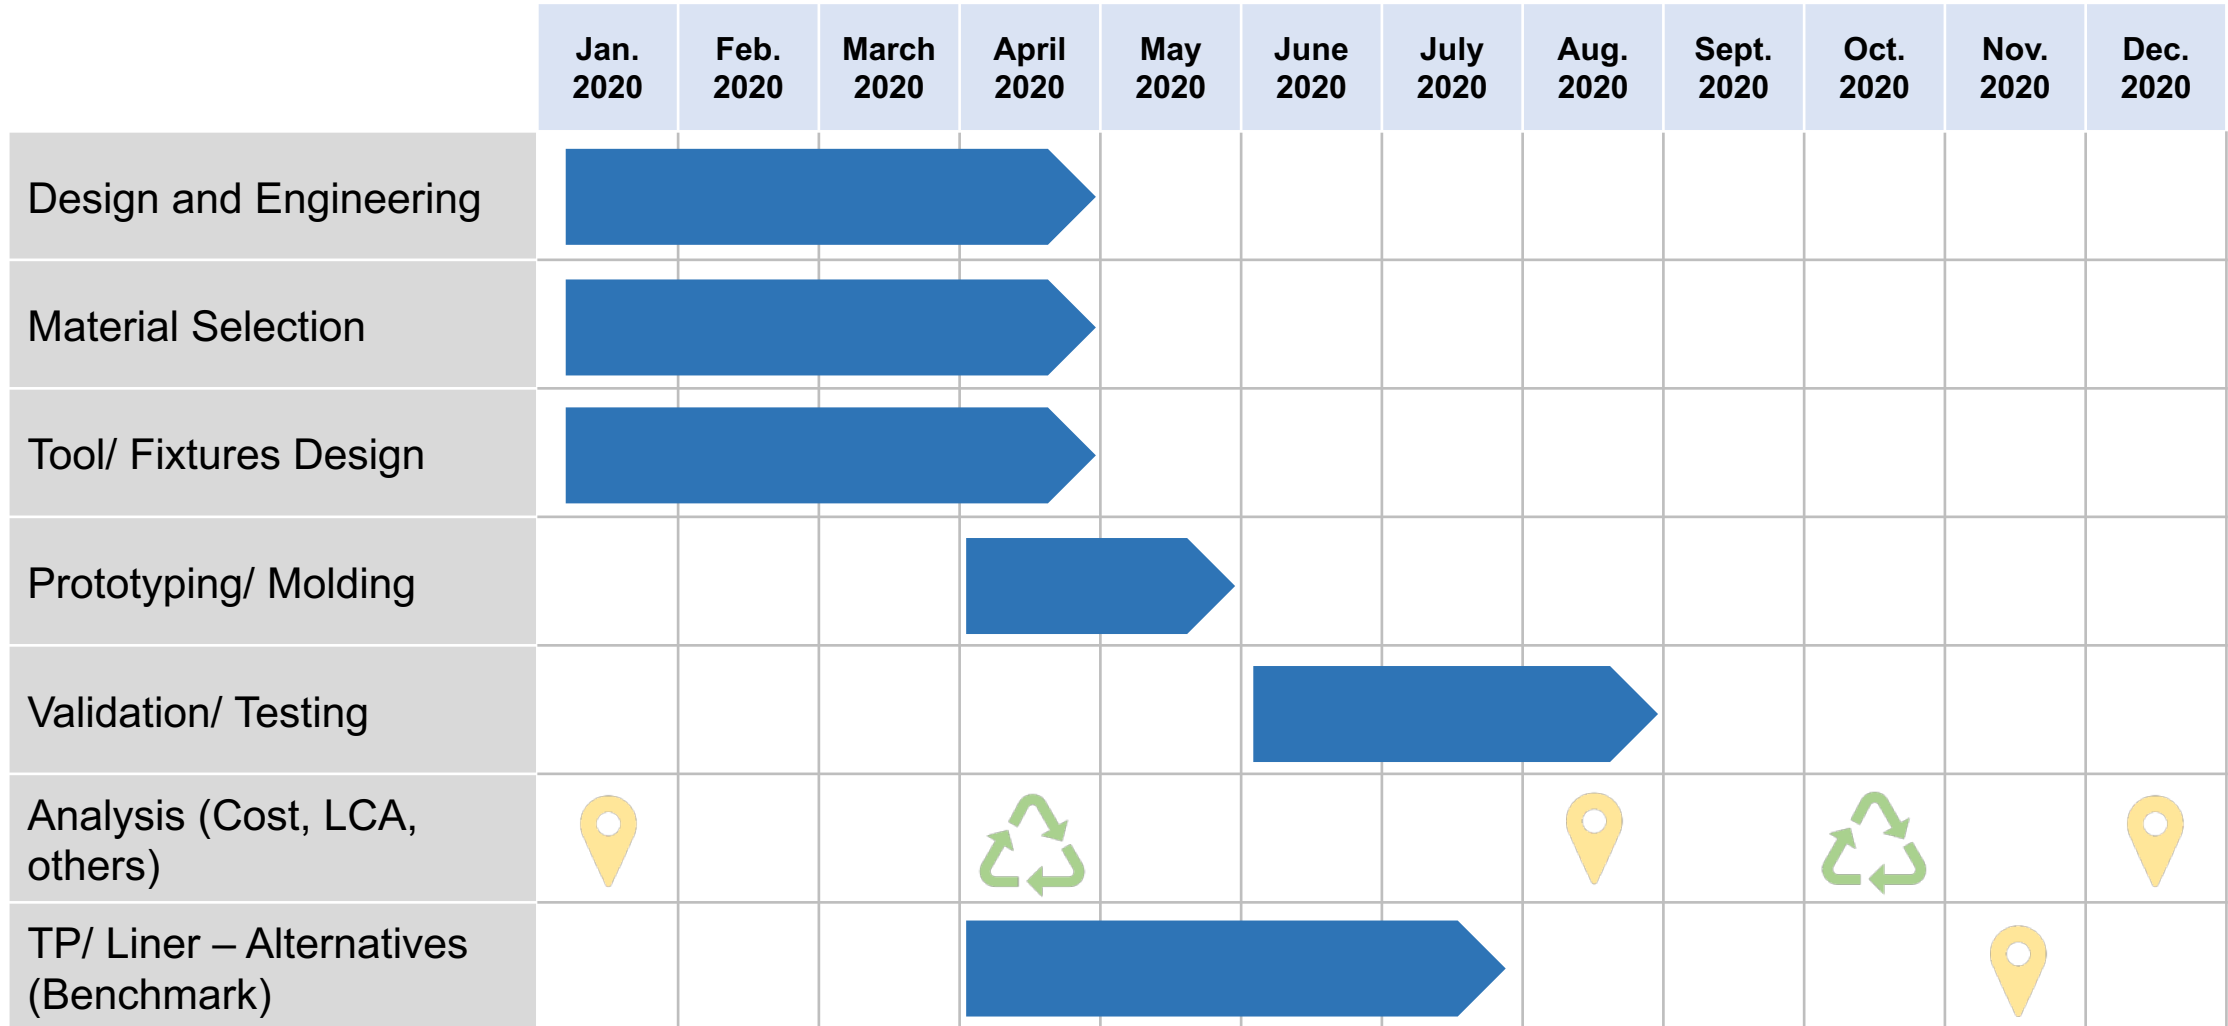 Jan. 2020
Feb. 2020
March 2020
April 2020
May 2020
June 2020
July 2020
Aug. 2020
Sept. 2020
Oct. 2020
Nov. 2020
Dec. 2020
Design and Engineering
Material Selection
Tool/ Fixtures Design
Prototyping/ Molding
Validation/ Testing
Analysis (Cost, LCA,
others)
TP/ Liner – Alternatives
(Benchmark)